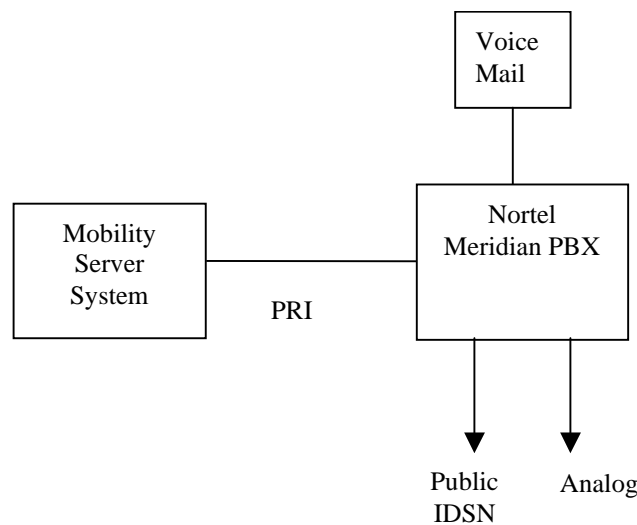 Voice
Mail
Nortel
Meridian PBX
Mobility
Server
System
PRI
Public
IDSN
Analog